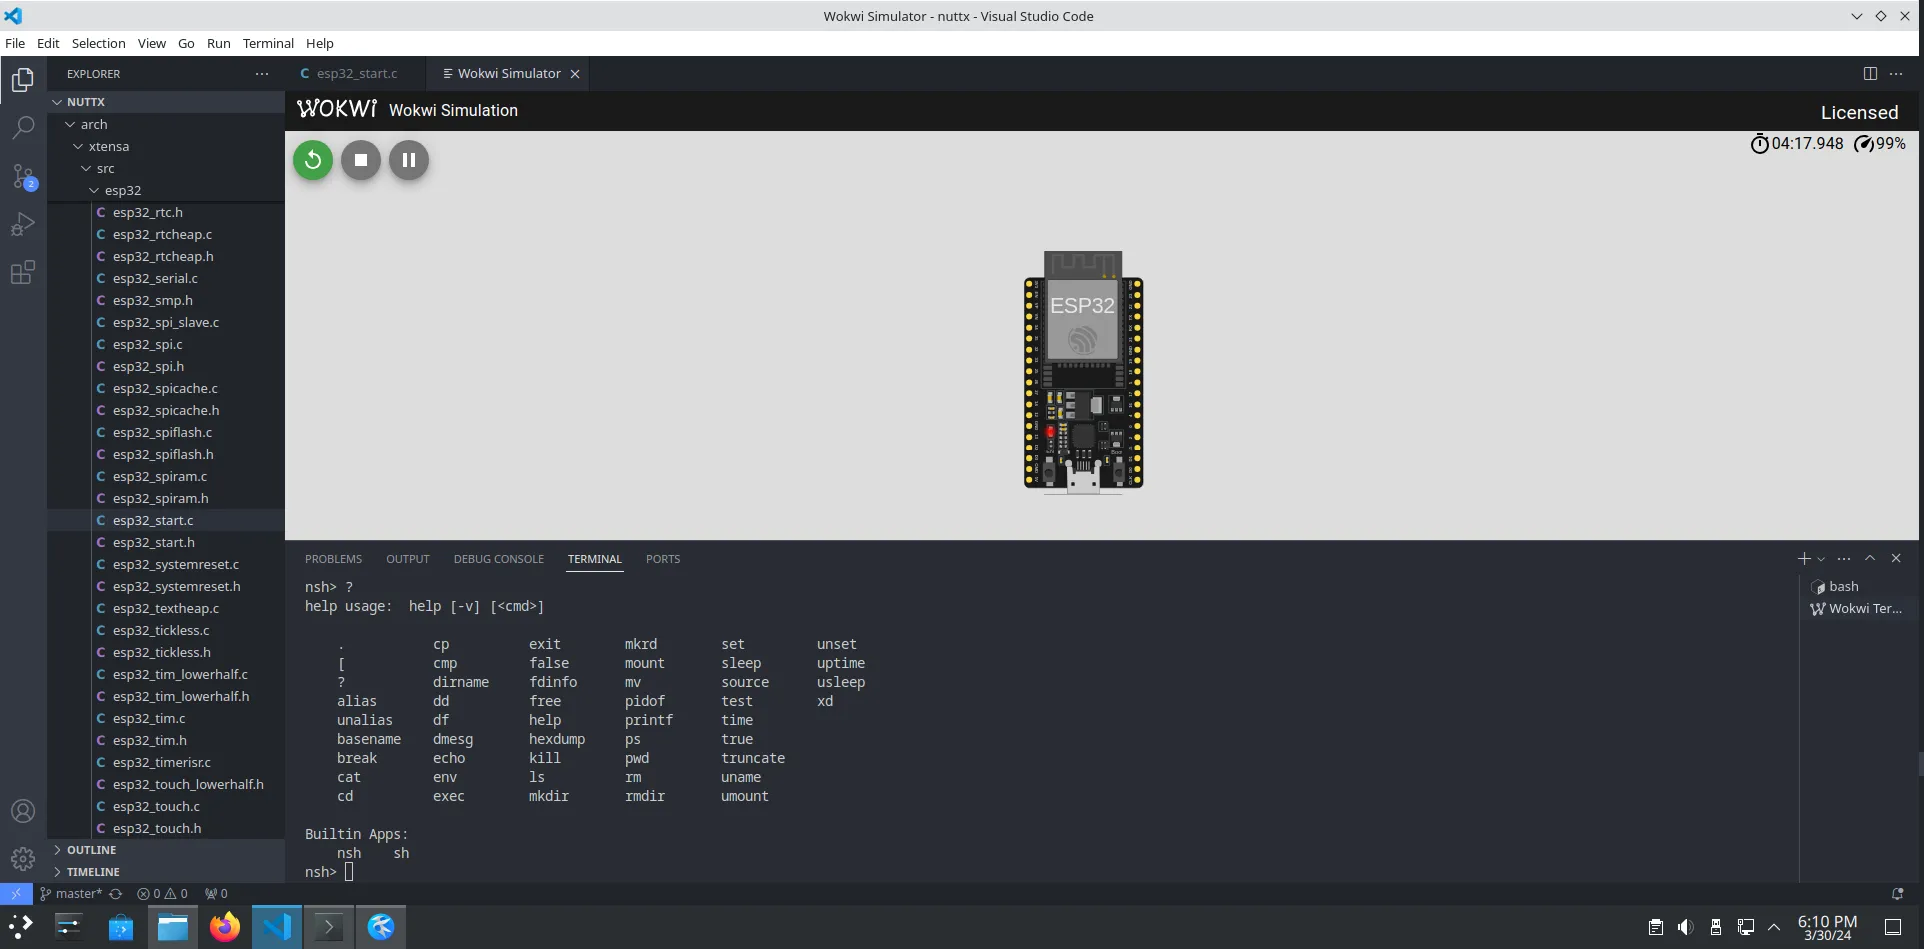 Wokwi Simulator - nuttx - Visual Studio Code
File Edit Selection View Go Run Terminal Help
EXPLORER
esp32_start.c
Wokwi Simulator
NUTTX
WOKWi Wokwi Simulation
Licensed
arch
xtensa
src
esp32
04:17.948 99%
C esp32_rtc.h
C esp32_rtcheap.c
C esp32_rtcheap.h
C esp32_serial.c
C esp32_smp.h
C esp32_spi_slave.c
C esp32_spi.c
C esp32_spi.h
C esp32_spicache.c
C esp32_spicache.h
C esp32_spiflash.c
C esp32_spiflash.h
C esp32_spiram.c
C esp32_spiram.h
C esp32_start.c
C esp32_start.h
C esp32_systemreset.c
C esp32_systemreset.h
C esp32_textheap.c
C esp32_tickless.c
C esp32_tickless.h
C esp32_tim_lowerhalf.c
C esp32_tim_lowerhalf.h
C esp32_tim.c
C esp32_tim.h
C esp32_timerisr.c
C esp32_touch_lowerhalf.h
C esp32_touch.c
C esp32_touch.h
OUTLINE
TIMELINE
2
ESP32
PROBLEMS OUTPUT DEBUG CONSOLE TERMINAL PORTS
nsh> ?
help usage: help [-v] [<cmd>]
. cp exit mkrd set unset
[ cmp false mount sleep uptime
? dirname fdinfo mv source usleep
alias dd free pidof test xd
unalias df help printf time
basename dmesg hexdump ps true
break echo kill pwd truncate
cat env ls rm uname
cd exec mkdir rmdir umount
Builtin Apps:
nsh sh
nsh>
bash
Wokwi Ter...
master* 0 0 0
6:10 PM
3/30/24